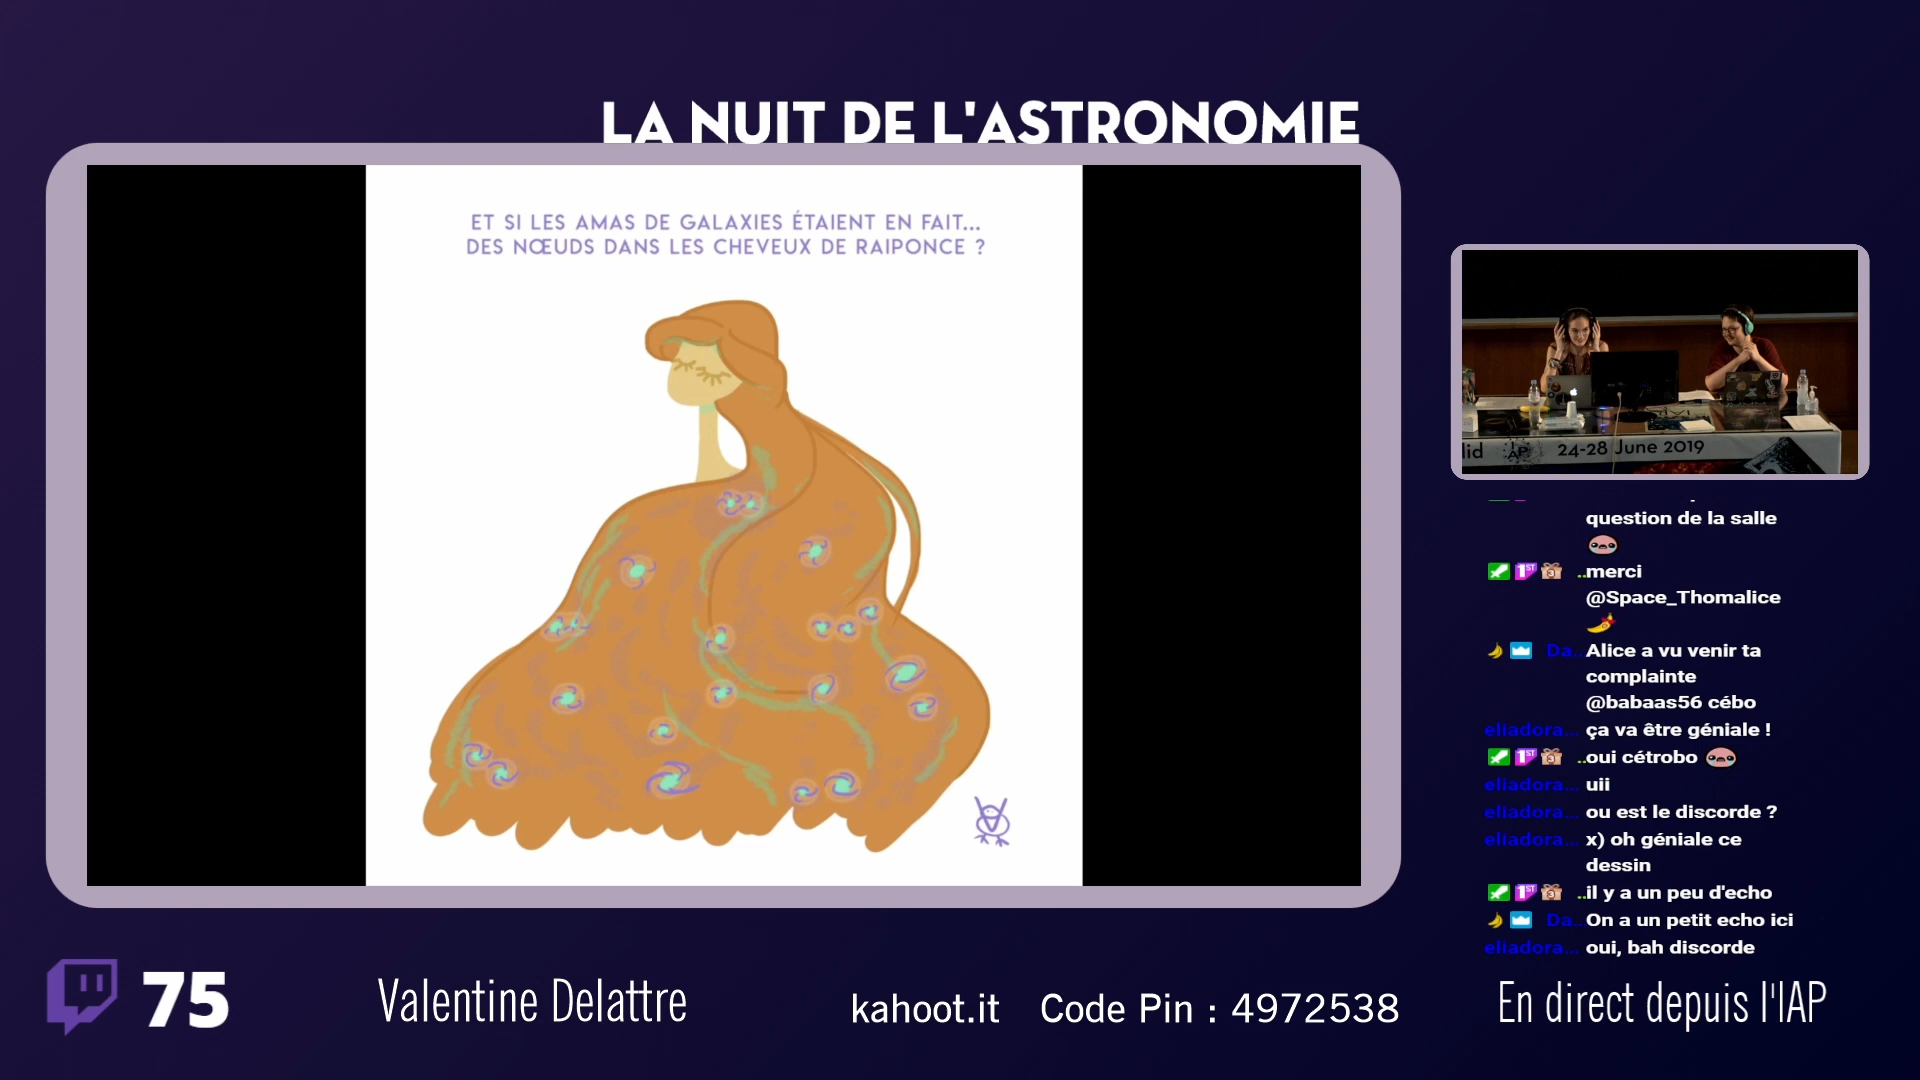 LA NUIT DE L'ASTRONOMIE
ET SI LES AMAS DE GALAXIES ÉTAIENT EN FAIT...
DES NŒUDS DANS LES CHEVEUX DE RAIPONCE ?
lid IAP 24-28 June 2019
question de la salle
..merci
@Space_Thomalice
Da... Alice a vu venir ta
complainte
@babaas56 cébo
eliadora... ça va être géniale !
..oui cétrobo
eliadora... uii
eliadora... ou est le discorde ?
eliadora... x) oh géniale ce
dessin
..il y a un peu d'echo
Da... On a un petit echo ici
eliadora... oui, bah discorde
75
Valentine Delattre
kahoot.it Code Pin : 4972538
En direct depuis l'IAP